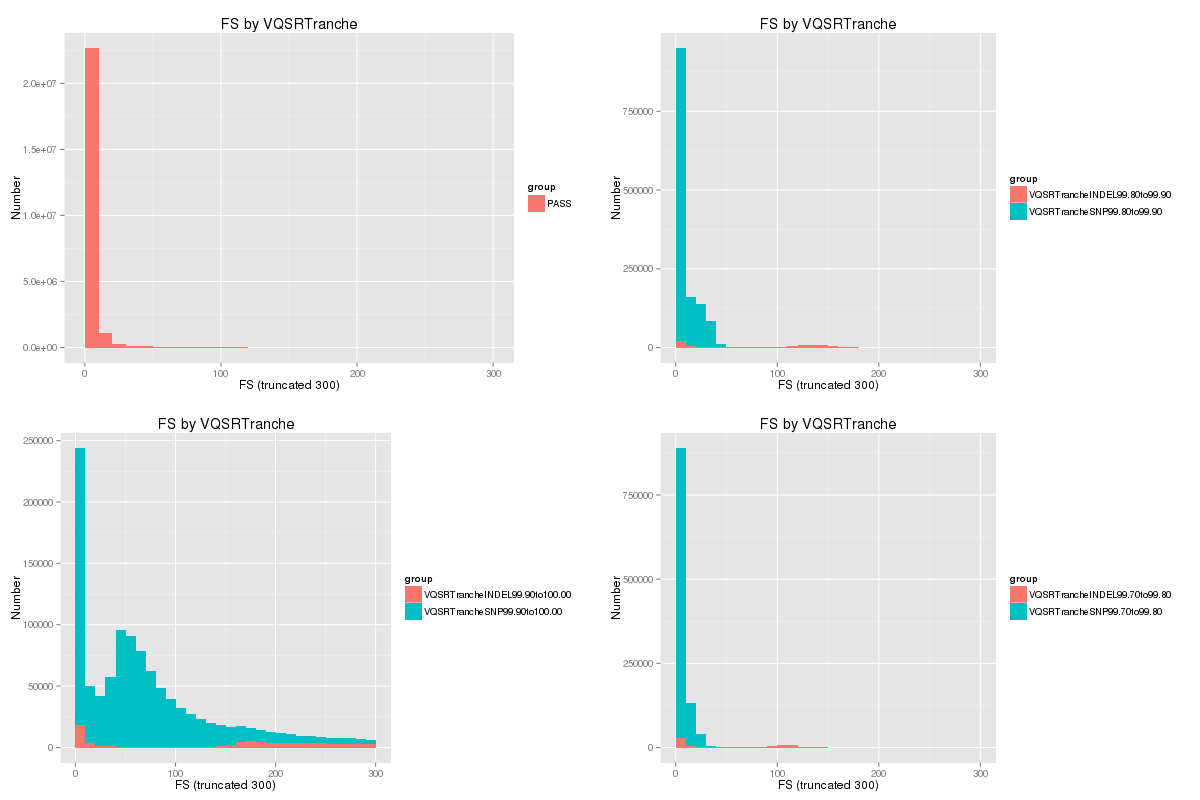 FS by VQSRTranche
2.0e+07
1.5e+07
1.0e+07
5.0e+06
0.0e+00
Number
0 100 200 300
FS (truncated 300)
group
PASS
FS by VQSRTranche
750000
500000
250000
0
Number
0 100 200 300
FS (truncated 300)
group
VQSRTrancheINDEL99.80to99.90
VQSRTrancheSNP99.80to99.90
FS by VQSRTranche
250000
200000
150000
100000
50000
0
Number
0 100 200 300
FS (truncated 300)
group
VQSRTrancheINDEL99.90to100.00
VQSRTrancheSNP99.90to100.00
FS by VQSRTranche
750000
500000
250000
0
Number
0 100 200 300
FS (truncated 300)
group
VQSRTrancheINDEL99.70to99.80
VQSRTrancheSNP99.70to99.80